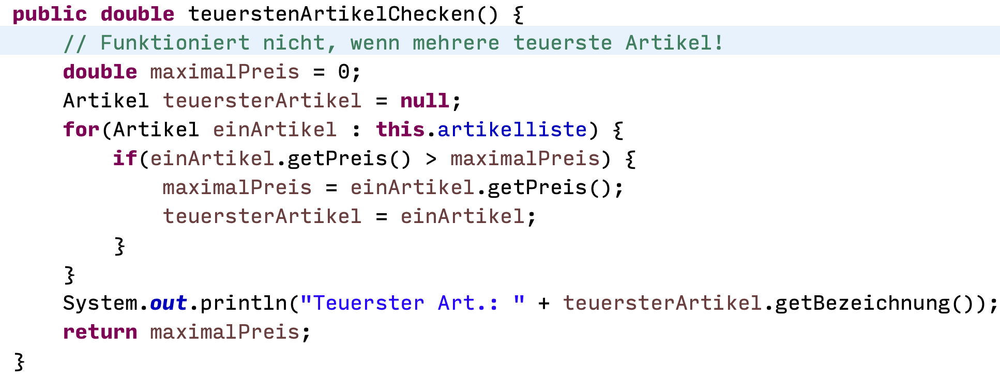 public double teuerstenArtikelChecken() {
    // Funktioniert nicht, wenn mehrere teuerste Artikel!
    double maximalPreis = 0;
    Artikel teuersterArtikel = null;
    for(Artikel einArtikel : this.artikelliste) {
        if(einArtikel.getPreis() > maximalPreis) {
            maximalPreis = einArtikel.getPreis();
            teuersterArtikel = einArtikel;
        }
    }
    System.out.println("Teuerster Art.: " + teuersterArtikel.getBezeichnung());
    return maximalPreis;
}